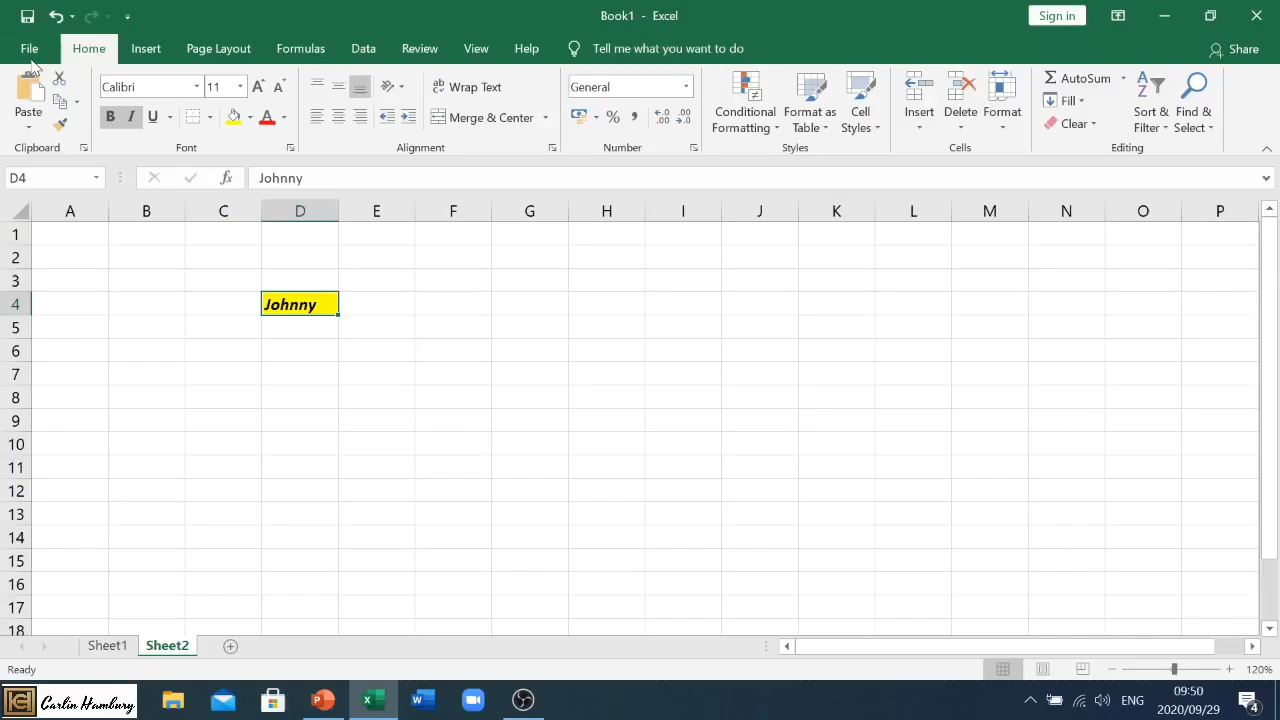 Book1 - Excel
Sign in
File Home Insert Page Layout Formulas Data Review View Help Tell me what you want to do Share
Calibri 11 Wrap Text General AutoSum
Paste Conditional Formatting Format as Table Cell Styles Insert Delete Format Fill Sort & Filter Find & Select
B I U A Merge & Center % , Clear
Clipboard Font Alignment Number Styles Cells Editing
D4 fx Johnny
A B C D E F G H I J K L M N O P
1
2
3
4 Johnny
5
6
7
8
9
10
11
12
13
14
15
16
17
18
Sheet1 Sheet2
Ready 120%
Carlin Hambury ENG 09:50
2020/09/29 4